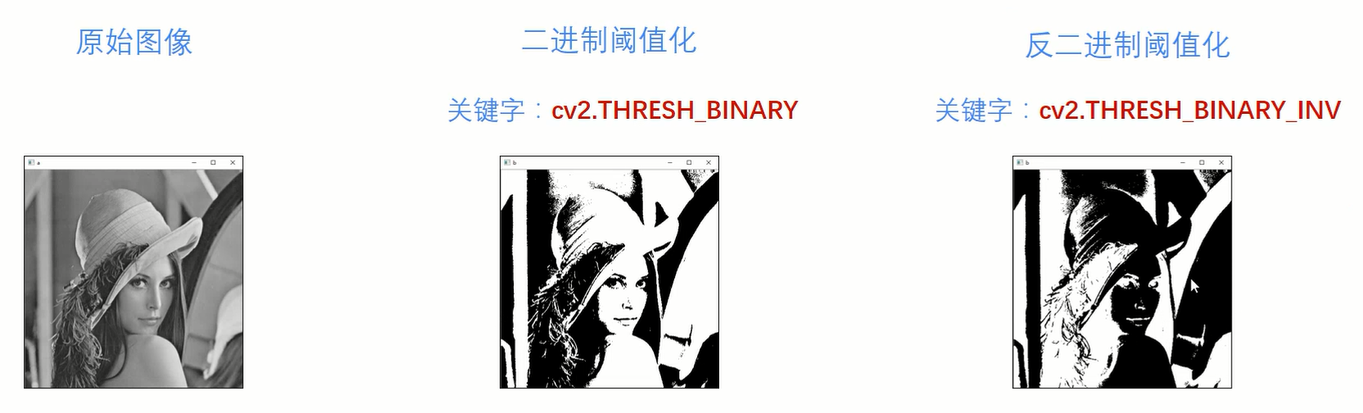 原始图像
二进制阈值化
反二进制阈值化
关键字：cv2.THRESH_BINARY
关键字：cv2.THRESH_BINARY_INV
a
b
b